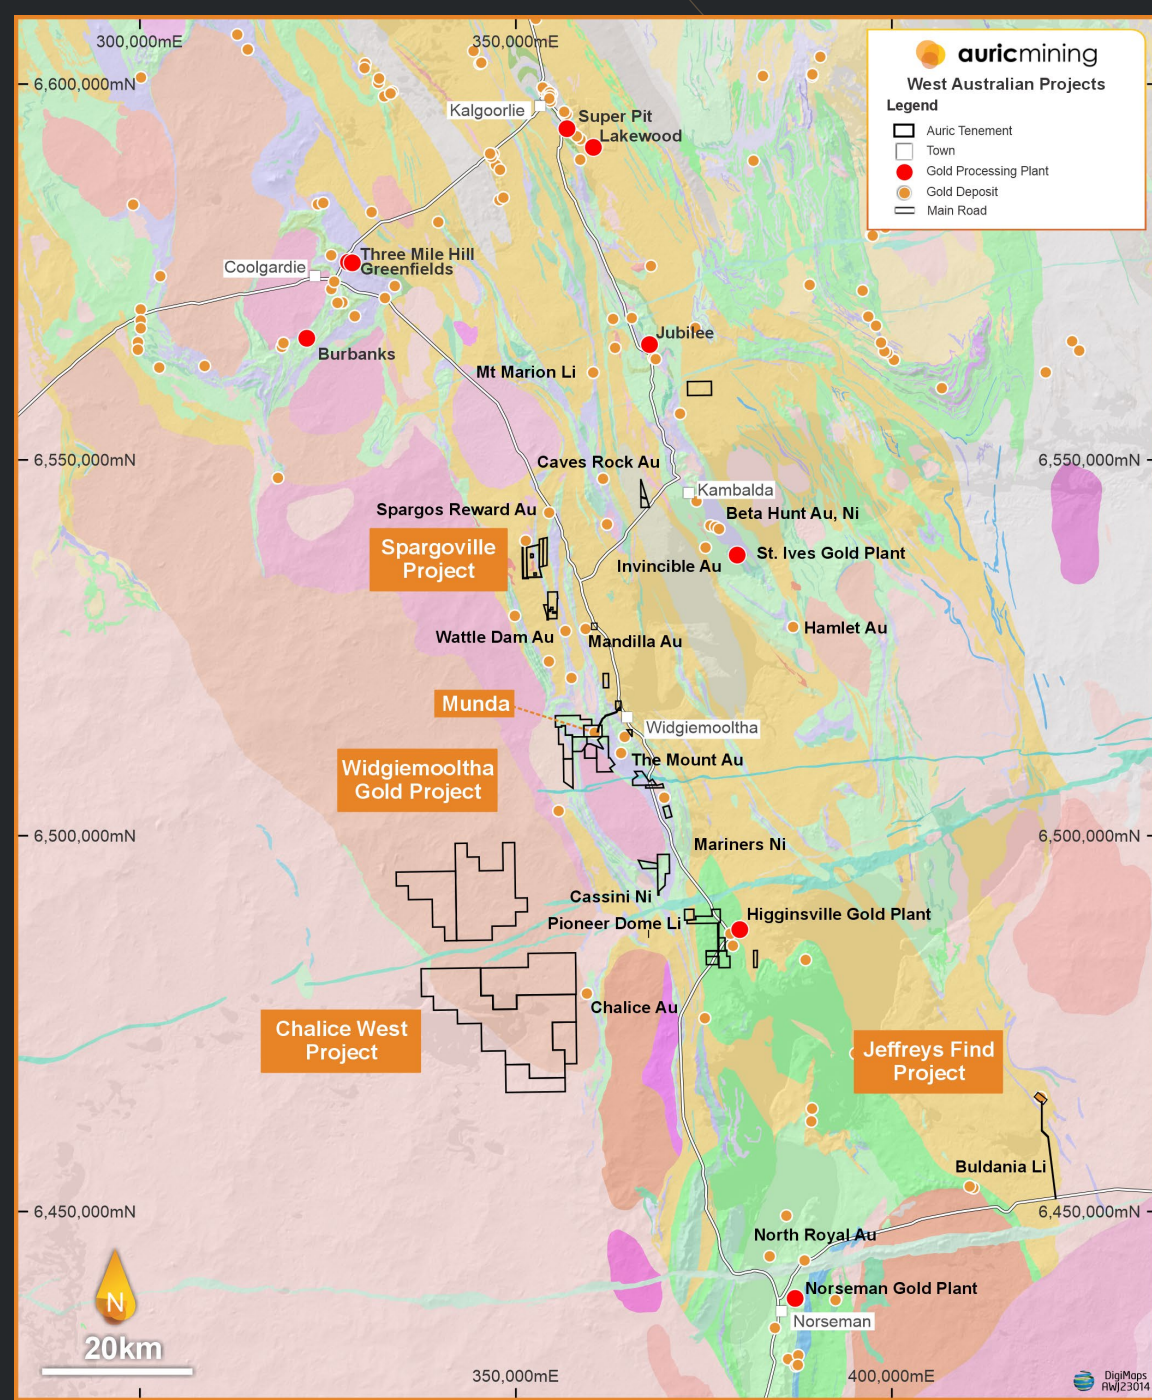 300,000mE
350,000mE
6,600,000mN
auricmining
West Australian Projects
Legend
Auric Tenement
Town
Gold Processing Plant
Gold Deposit
Main Road
Kalgoorlie
Super Pit
Lakewood
Three Mile Hill
Greenfields
Coolgardie
Burbanks
Jubilee
Mt Marion Li
6,550,000mN
Caves Rock Au
6,550,000mN
Kambalda
Spargos Reward Au
Beta Hunt Au, Ni
Spargoville
Project
St. Ives Gold Plant
Invincible Au
Wattle Dam Au
Mandilla Au
Hamlet Au
Munda
Widgiemooltha
Widgiemooltha
Gold Project
The Mount Au
6,500,000mN
6,500,000mN
Mariners Ni
Cassini Ni
Pioneer Dome Li
Higginsville Gold Plant
Chalice Au
Chalice West
Project
Jeffreys Find
Project
Buldania Li
6,450,000mN
6,450,000mN
North Royal Au
Norseman Gold Plant
Norseman
N
20km
350,000mE
400,000mE
DigiMaps
AWJ23014